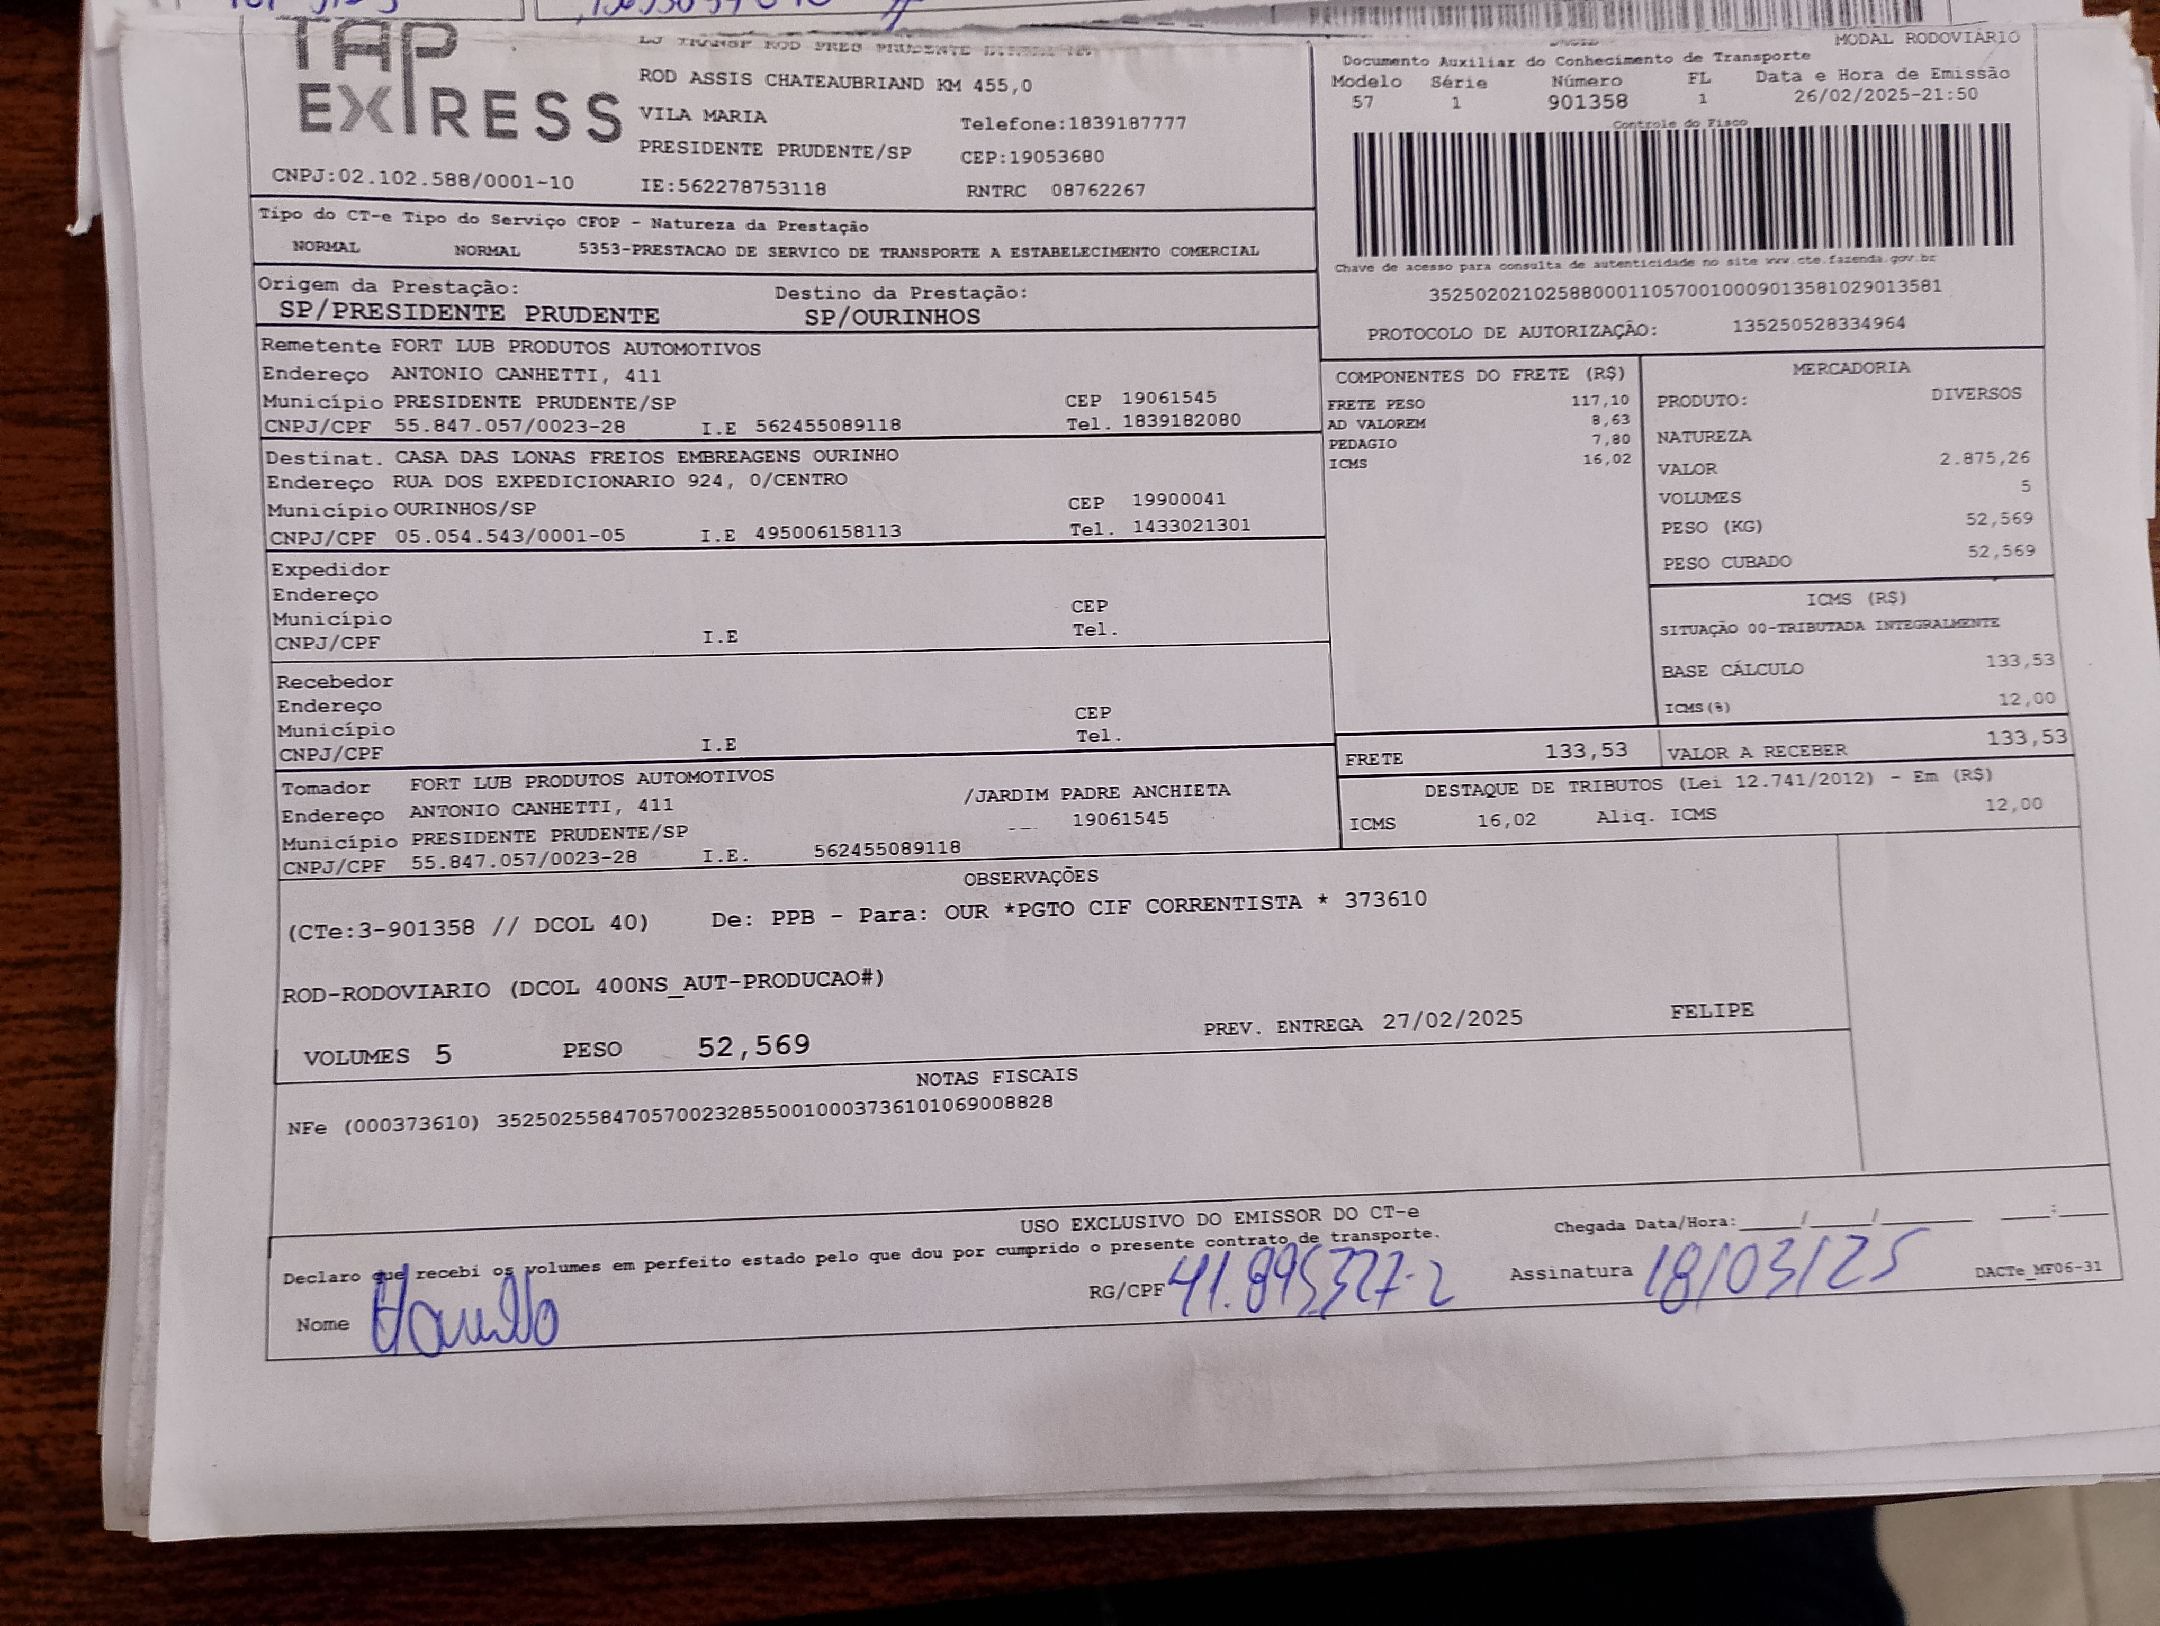 TAP
EXPRESS
LJ TRANSP ROD PRES PRUDENTE
ROD ASSIS CHATEAUBRIAND KM 455,0
VILA MARIA
Telefone:1839187777
PRESIDENTE PRUDENTE/SP
CEP:19053680
CNPJ:02.102.588/0001-10
IE:562278753118
RNTRC 08762267
MODAL RODOVIARIO
Documento Auxiliar do Conhecimento de Transporte
Modelo Série Número FL Data e Hora de Emissão
57 1 901358 1 26/02/2025-21:50
Controle do Fisco
Chave de acesso para consulta de autenticidade no site www.cte.fazenda.gov.br
35250202102588000110570010009013581029013581
PROTOCOLO DE AUTORIZAÇÃO: 135250528334964
Tipo do CT-e Tipo do Serviço CFOP - Natureza da Prestação
NORMAL NORMAL 5353-PRESTACAO DE SERVICO DE TRANSPORTE A ESTABELECIMENTO COMERCIAL
Origem da Prestação: Destino da Prestação:
SP/PRESIDENTE PRUDENTE SP/OURINHOS
Remetente FORT LUB PRODUTOS AUTOMOTIVOS
Endereço ANTONIO CANHETTI, 411
Município PRESIDENTE PRUDENTE/SP CEP 19061545
CNPJ/CPF 55.847.057/0023-28 I.E 562455089118 Tel. 1839182080
Destinat. CASA DAS LONAS FREIOS EMBREAGENS OURINHO
Endereço RUA DOS EXPEDICIONARIO 924, 0/CENTRO
Município OURINHOS/SP CEP 19900041
CNPJ/CPF 05.054.543/0001-05 I.E 495006158113 Tel. 1433021301
Expedidor
Endereço
Município CEP
CNPJ/CPF I.E Tel.
Recebedor
Endereço
Município CEP
CNPJ/CPF I.E Tel.
Tomador FORT LUB PRODUTOS AUTOMOTIVOS
Endereço ANTONIO CANHETTI, 411 /JARDIM PADRE ANCHIETA
Município PRESIDENTE PRUDENTE/SP 19061545
CNPJ/CPF 55.847.057/0023-28 I.E. 562455089118
COMPONENTES DO FRETE (R$)
FRETE PESO 117,10
AD VALOREM 8,63
PEDAGIO 7,80
ICMS 16,02
MERCADORIA
PRODUTO: DIVERSOS
NATUREZA
VALOR 2.875,26
VOLUMES 5
PESO (KG) 52,569
PESO CUBADO 52,569
ICMS (R$)
SITUAÇÃO 00-TRIBUTADA INTEGRALMENTE
BASE CÁLCULO 133,53
ICMS(%) 12,00
FRETE 133,53 VALOR A RECEBER 133,53
DESTAQUE DE TRIBUTOS (Lei 12.741/2012) - Em (R$)
ICMS 16,02 Aliq. ICMS 12,00
OBSERVAÇÕES
(CTe:3-901358 // DCOL 40) De: PPB - Para: OUR *PGTO CIF CORRENTISTA * 373610
ROD-RODOVIARIO (DCOL 400NS_AUT-PRODUCAO#)
VOLUMES 5 PESO 52,569 PREV. ENTREGA 27/02/2025 FELIPE
NOTAS FISCAIS
NFe (000373610) 35250255847057002328550010003736101069008828
USO EXCLUSIVO DO EMISSOR DO CT-e
Declaro que recebi os volumes em perfeito estado pelo que dou por cumprido o presente contrato de transporte.
Chegada Data/Hora:____/____/______ ___:___
Nome RG/CPF 41.895327-2 Assinatura 18/03/25 DACTe_MF06-31